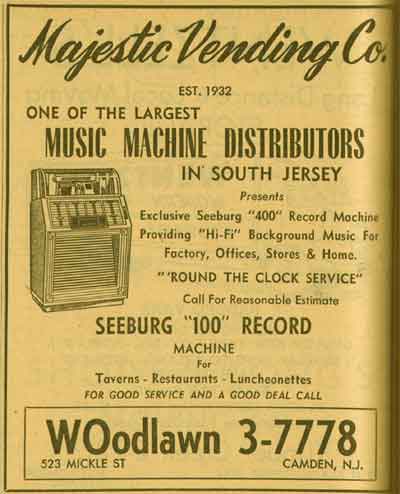 Majestic Vending Co.
EST. 1932
ONE OF THE LARGEST
MUSIC MACHINE DISTRIBUTORS
IN SOUTH JERSEY
Presents
Exclusive Seeburg "400" Record Machine
Providing "Hi-Fi" Background Music For
Factory, Offices, Stores & Home.
"'ROUND THE CLOCK SERVICE"
Call For Reasonable Estimate
SEEBURG "100" RECORD
MACHINE
For
Taverns - Restaurants - Luncheonettes
FOR GOOD SERVICE AND A GOOD DEAL CALL
WOodlawn 3-7778
523 MICKLE ST CAMDEN, N.J.